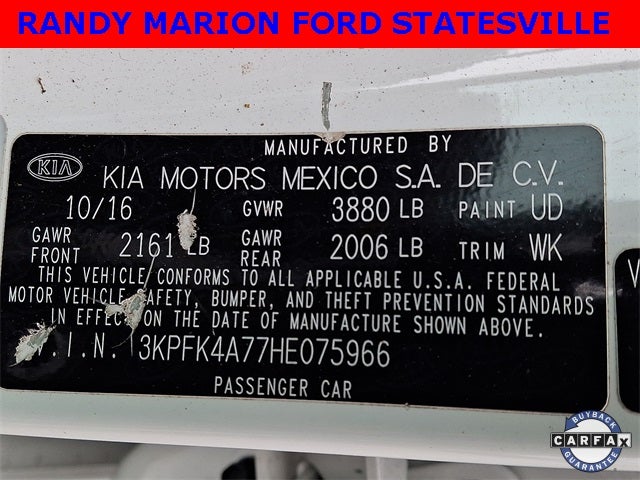 RANDY MARION FORD STATESVILLE
MANUFACTURED BY
KIA KIA MOTORS MEXICO S.A. DE C.V.
10/16 GVWR 3880 LB PAINT UD
GAWR FRONT 2161 LB GAWR REAR 2006 LB TRIM WK
THIS VEHICLE CONFORMS TO ALL APPLICABLE U.S.A. FEDERAL
MOTOR VEHICLE SAFETY, BUMPER, AND THEFT PREVENTION STANDARDS
IN EFFECT ON THE DATE OF MANUFACTURE SHOWN ABOVE.
V.I.N. 3KPFK4A77HE075966
PASSENGER CAR
V
BUYBACK
CARFAX
GUARANTEE